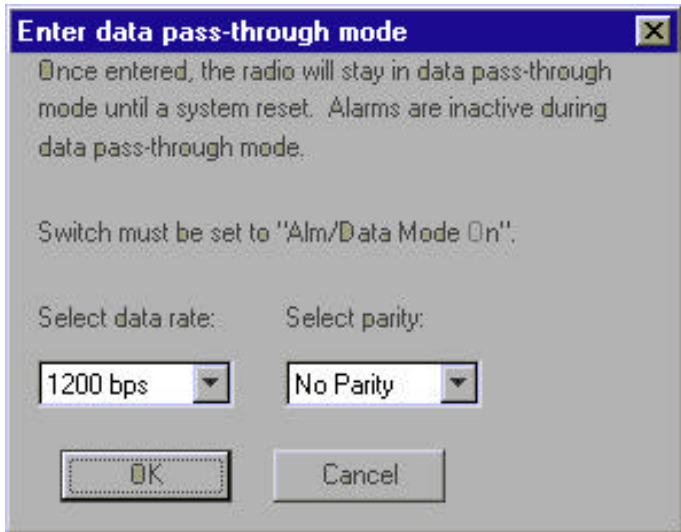 Enter data pass-through mode
Once entered, the radio will stay in data pass-through
mode until a system reset. Alarms are inactive during
data pass-through mode.
Switch must be set to "Alm/Data Mode On".
Select data rate: Select parity:
1200 bps No Parity
OK Cancel